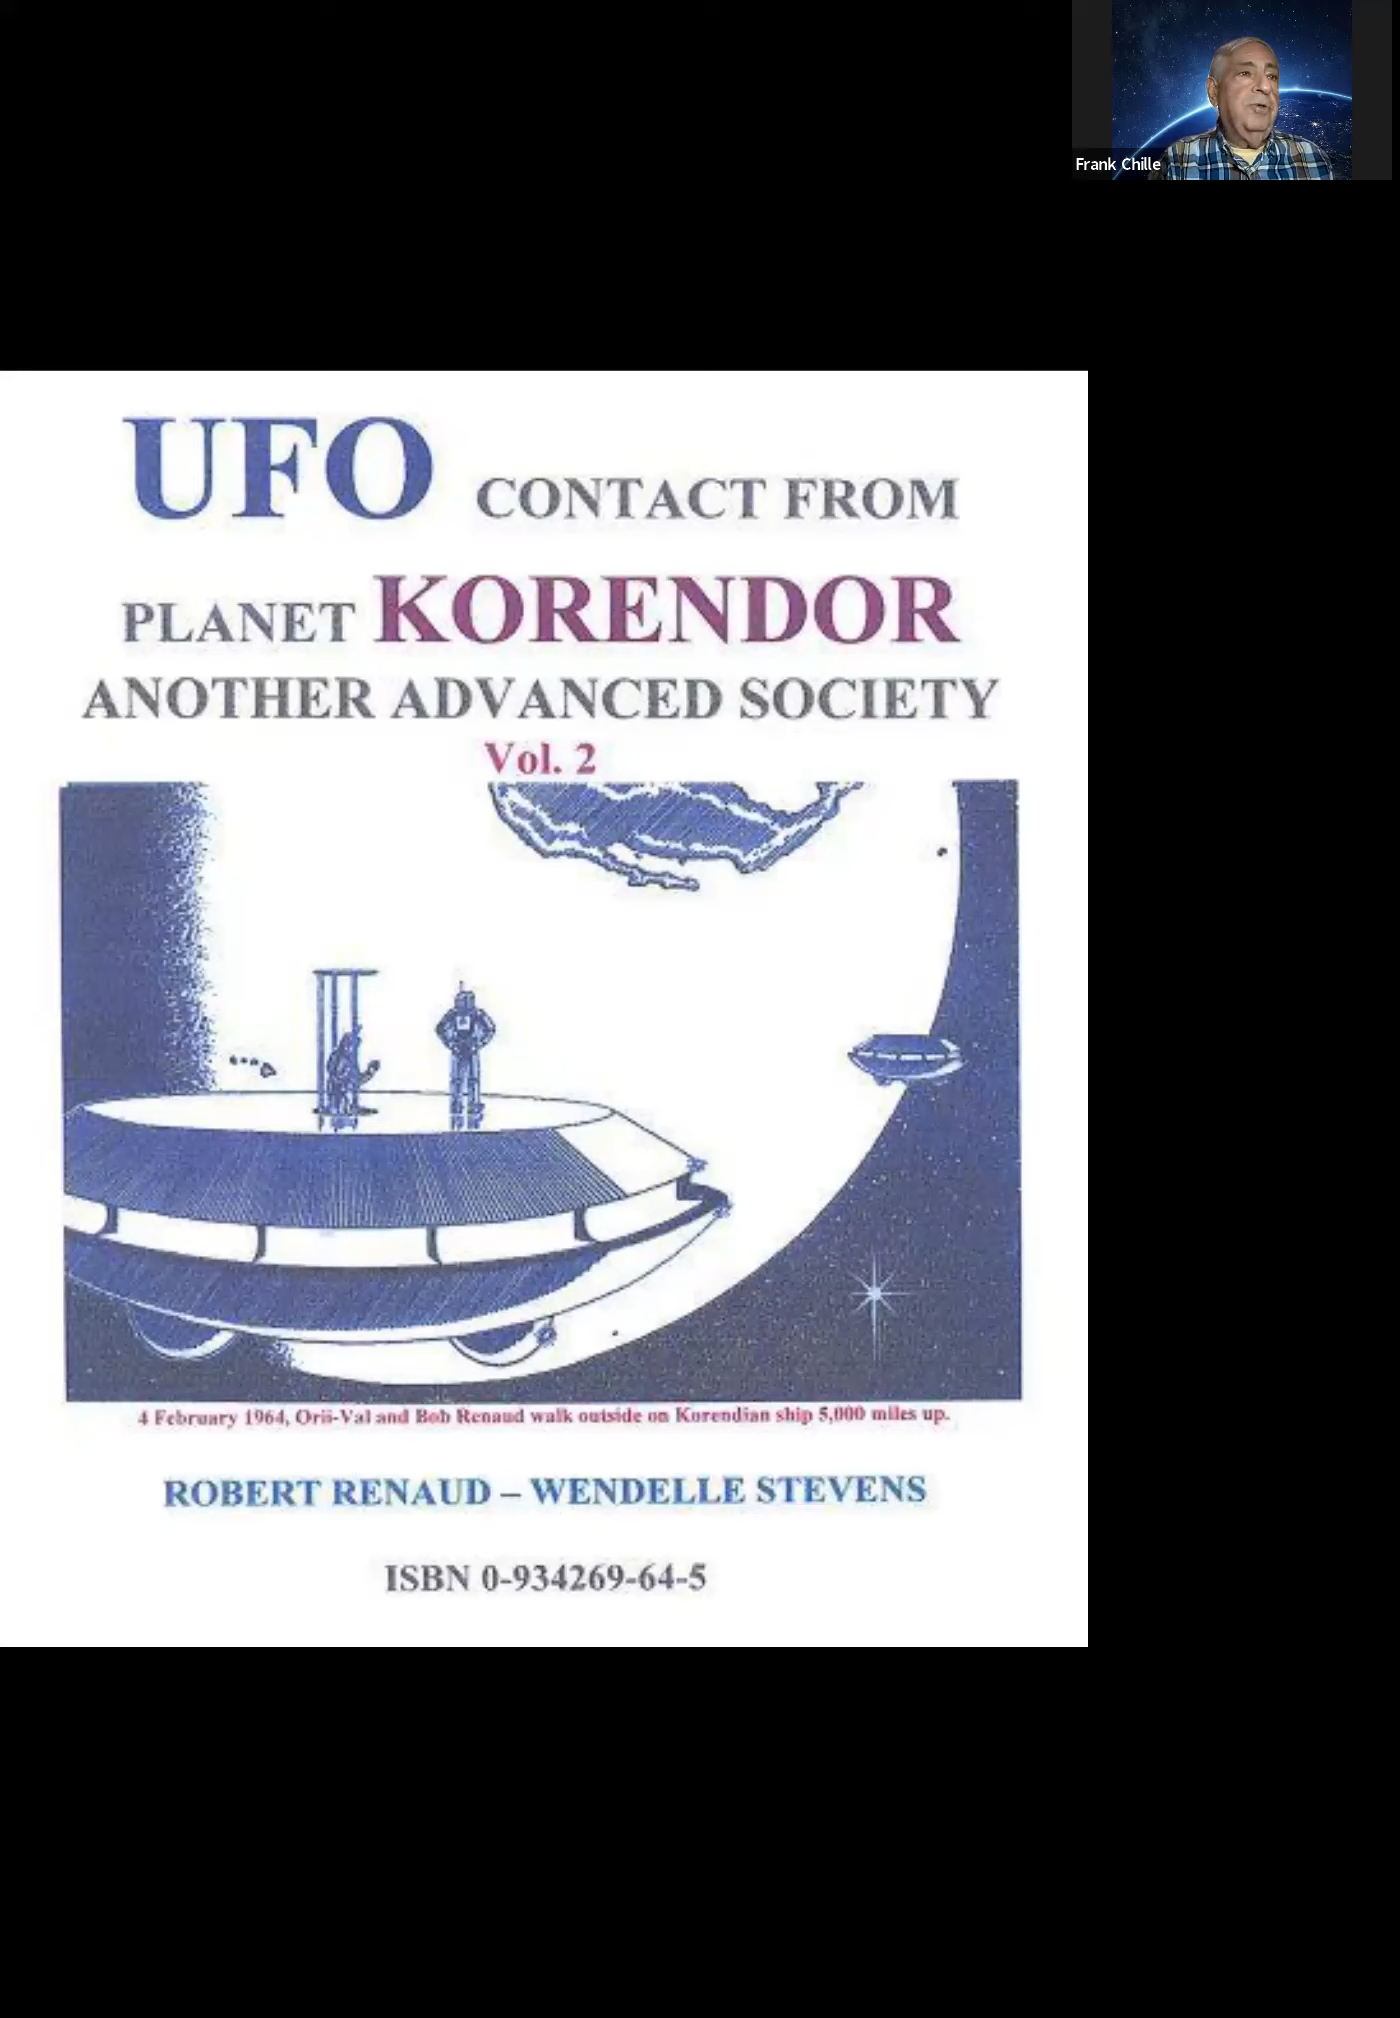 Frank Chille
UFO CONTACT FROM
PLANET KORENDOR
ANOTHER ADVANCED SOCIETY
Vol. 2
4 February 1964, Orii-Val and Bob Renaud walk outside on Korendian ship 5,000 miles up.
ROBERT RENAUD – WENDELLE STEVENS
ISBN 0-934269-64-5